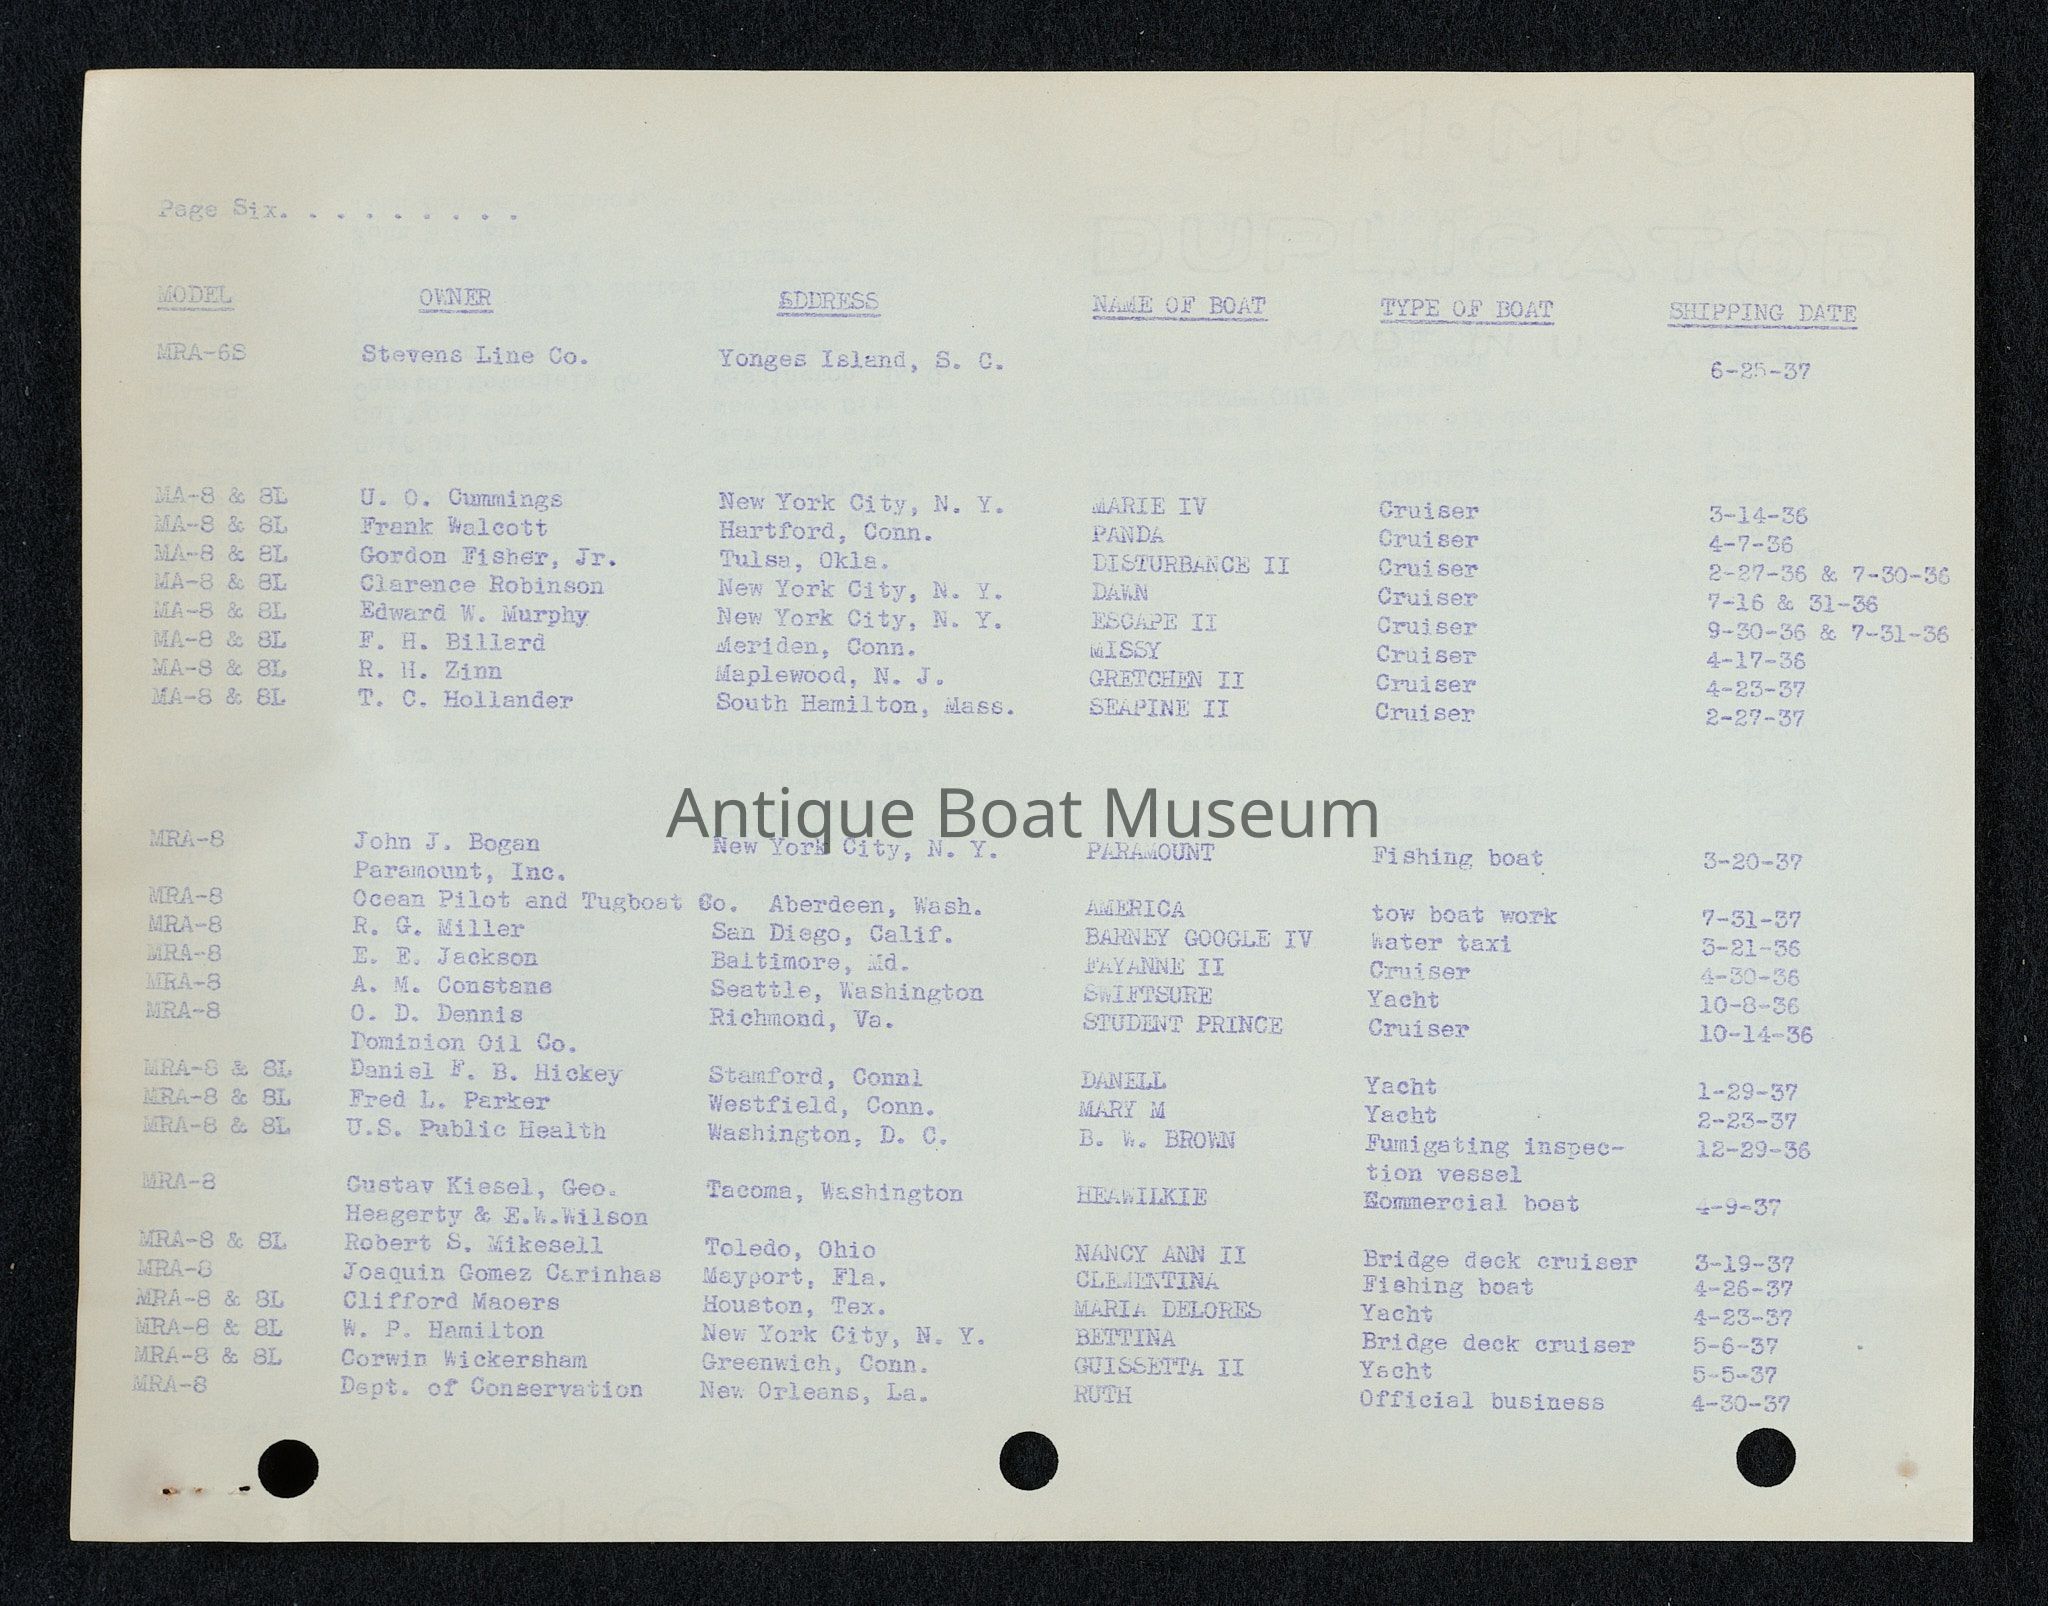 Page Six. . . . . . . . .
MODEL OWNER ADDRESS NAME OF BOAT TYPE OF BOAT SHIPPING DATE
MRA-6S Stevens Line Co. Yonges Island, S. C. 6-25-37
MA-8 & 8L U. O. Cummings New York City, N. Y. MARIE IV Cruiser 3-14-36
MA-8 & 8L Frank Walcott Hartford, Conn. PANDA Cruiser 4-7-36
MA-8 & 8L Gordon Fisher, Jr. Tulsa, Okla. DISTURBANCE II Cruiser 2-27-36 & 7-30-36
MA-8 & 8L Clarence Robinson New York City, N. Y. DAWN Cruiser 7-16 & 31-36
MA-8 & 8L Edward W. Murphy New York City, N. Y. ESCAPE II Cruiser 9-30-36 & 7-31-36
MA-8 & 8L F. H. Billard Meriden, Conn. MISSY Cruiser 4-17-36
MA-8 & 8L R. H. Zinn Maplewood, N. J. GRETCHEN II Cruiser 4-23-37
MA-8 & 8L T. C. Hollander South Hamilton, Mass. SEAPINE II Cruiser 2-27-37
Antique Boat Museum
MRA-8 John J. Bogan New York City, N. Y. PARAMOUNT Fishing boat 3-20-37
Paramount, Inc.
MRA-8 Ocean Pilot and Tugboat Co. Aberdeen, Wash. AMERICA tow boat work 7-31-37
MRA-8 R. G. Miller San Diego, Calif. BARNEY GOOGLE IV Water taxi 3-21-36
MRA-8 E. E. Jackson Baltimore, Md. FAYANNE II Cruiser 4-30-36
MRA-8 A. M. Constans Seattle, Washington SWIFTSURE Yacht 10-8-36
MRA-8 O. D. Dennis Richmond, Va. STUDENT PRINCE Cruiser 10-14-36
Dominion Oil Co.
MRA-8 & 8L Daniel F. B. Hickey Stamford, Connl DANELL Yacht 1-29-37
MRA-8 & 8L Fred L. Parker Westfield, Conn. MARY M Yacht 2-23-37
MRA-8 & 8L U.S. Public Health Washington, D. C. B. W. BROWN Fumigating inspec- 12-29-36
tion vessel
MRA-8 Gustav Kiesel, Geo. Tacoma, Washington HEAWILKIE Kommercial boat 4-9-37
Heagerty & E.W.Wilson
MRA-8 & 8L Robert S. Mikesell Toledo, Ohio NANCY ANN II Bridge deck cruiser 3-19-37
MRA-8 Joaquin Gomez Carinhas Mayport, Fla. CLEMENTINA Fishing boat 4-26-37
MRA-8 & 8L Clifford Maoers Houston, Tex. MARIA DELORES Yacht 4-23-37
MRA-8 & 8L W. P. Hamilton New York City, N. Y. BETTINA Bridge deck cruiser 5-6-37
MRA-8 & 8L Corwin Wickersham Greenwich, Conn. GUISSETTA II Yacht 5-5-37
MRA-8 Dept. of Conservation New Orleans, La. RUTH Official business 4-30-37